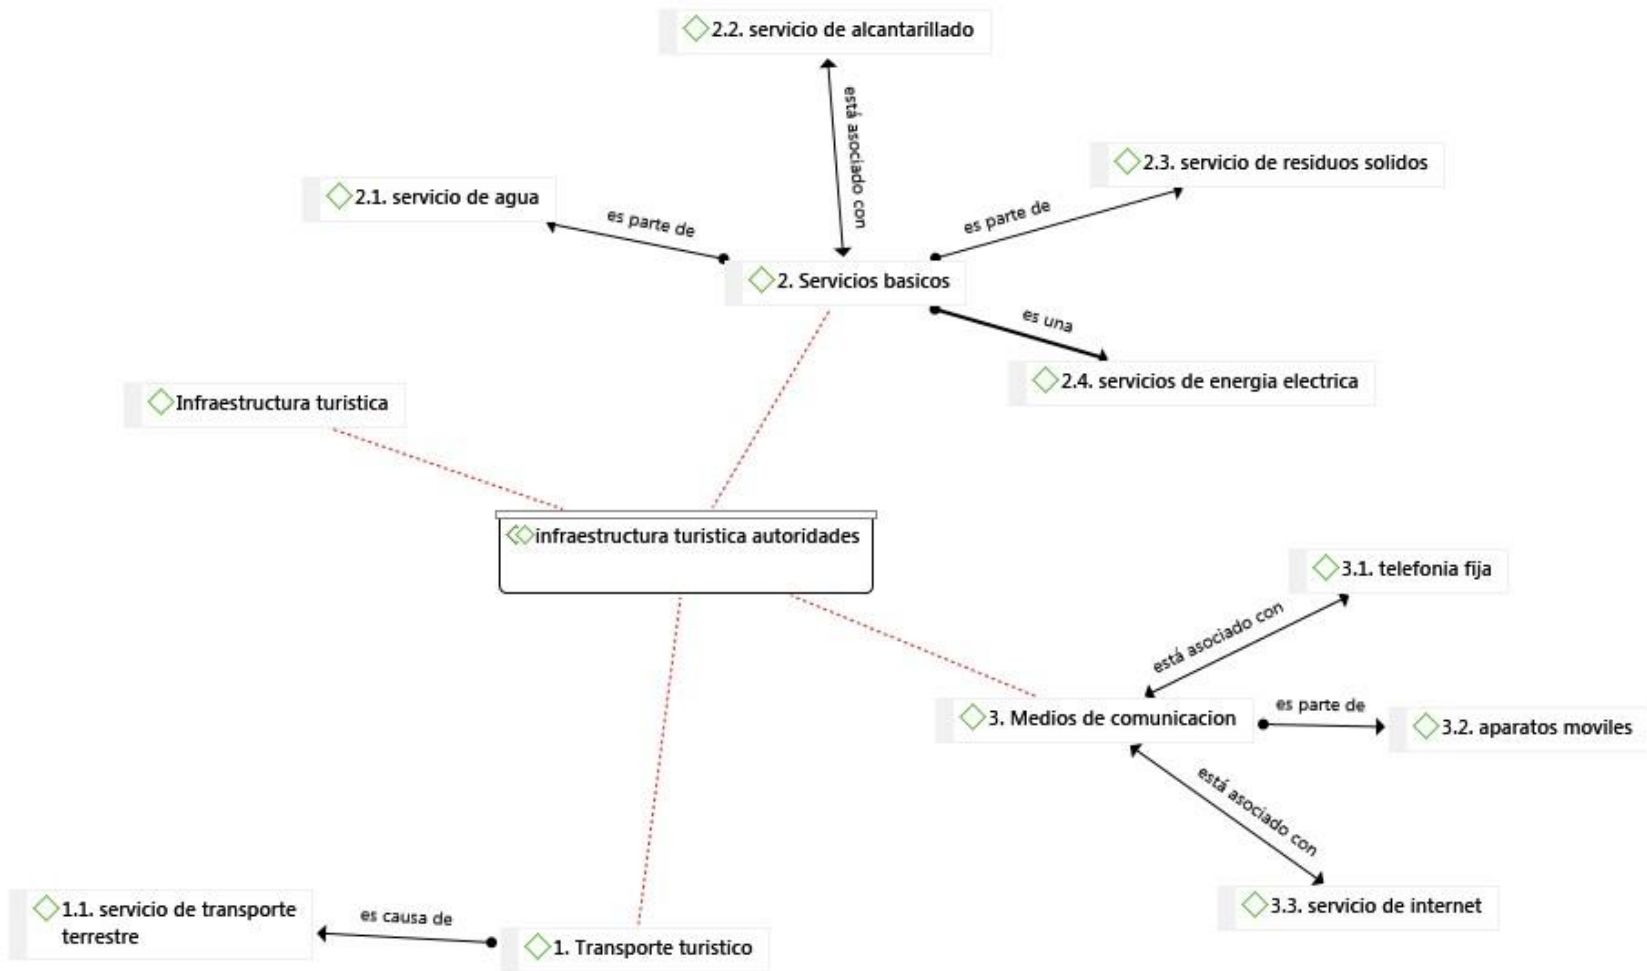 2.2. servicio de alcantarillado
está asociado con
2.3. servicio de residuos solidos
2.1. servicio de agua
es parte de
es parte de
2. Servicios basicos
es una
2.4. servicios de energia electrica
Infraestructura turistica
infraestructura turistica autoridades
3.1. telefonia fija
está asociado con
3. Medios de comunicacion
es parte de
3.2. aparatos moviles
está asociado con
3.3. servicio de internet
1.1. servicio de transporte
terrestre
es causa de
1. Transporte turistico